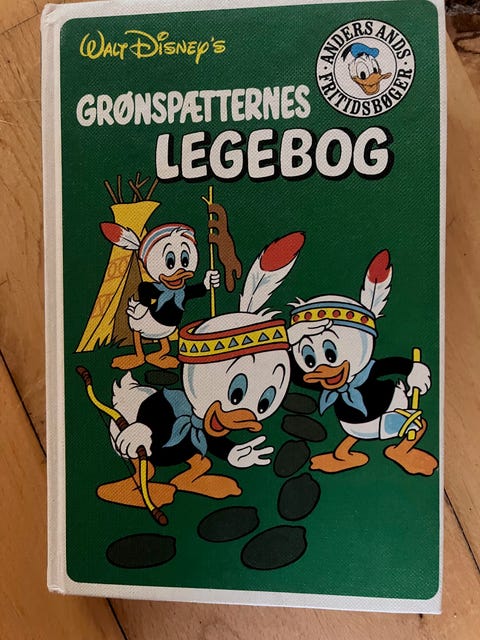 WALT DISNEY'S
ANDERS ANDS
FRITIDSBØGER
GRØNSPÆTTERNES
LEGEBOG